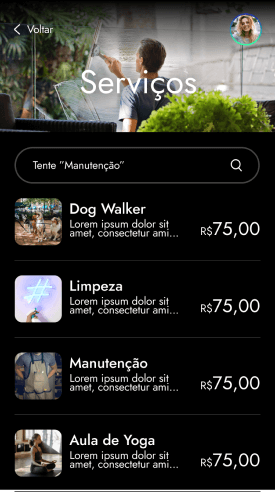 Voltar
Serviços
Tente "Manutenção"
Dog Walker
Lorem ipsum dolor sit
amet, consectetur ami...
R$75,00
Limpeza
Lorem ipsum dolor sit
amet, consectetur ami...
R$75,00
Manutenção
Lorem ipsum dolor sit
amet, consectetur ami...
R$75,00
Aula de Yoga
Lorem ipsum dolor sit
amet, consectetur ami...
R$75,00